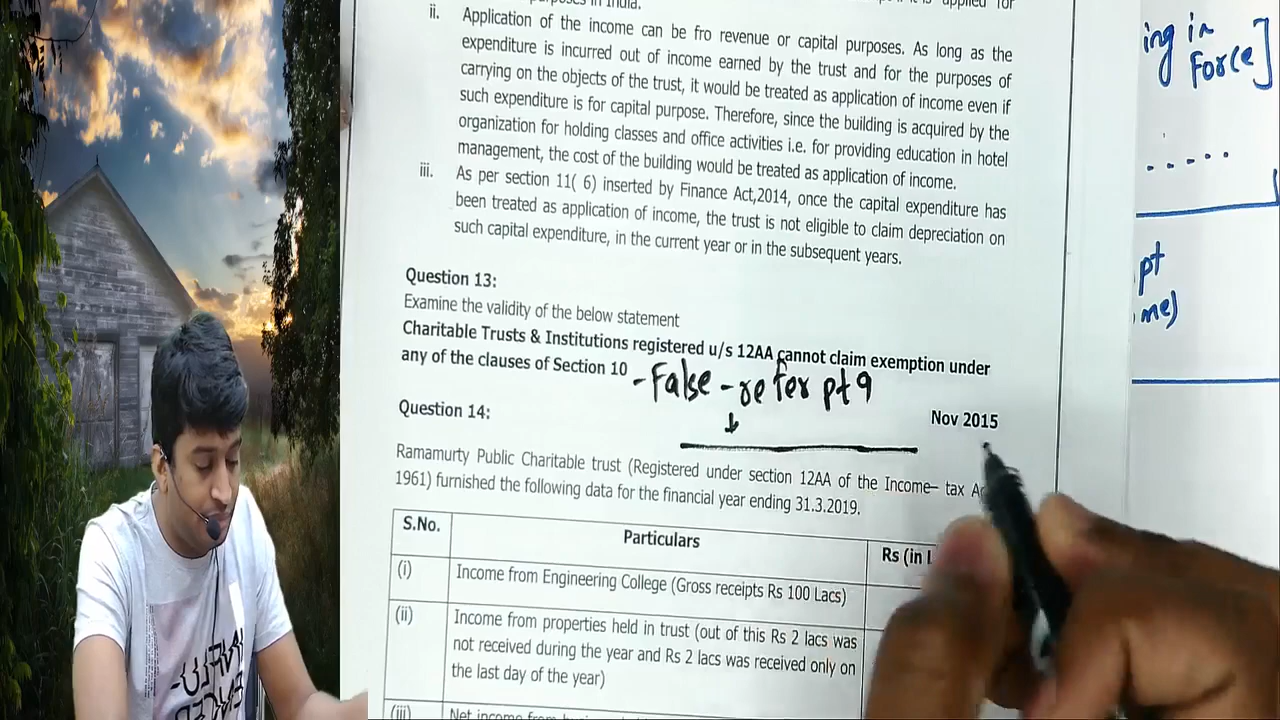 in India.
applied for
ii. Application of the income can be fro revenue or capital purposes. As long as the
expenditure is incurred out of income earned by the trust and for the purposes of
carrying on the objects of the trust, it would be treated as application of income even if
such expenditure is for capital purpose. Therefore, since the building is acquired by the
organization for holding classes and office activities i.e. for providing education in hotel
management, the cost of the building would be treated as application of income.
iii. As per section 11( 6) inserted by Finance Act,2014, once the capital expenditure has
been treated as application of income, the trust is not eligible to claim depreciation on
such capital expenditure, in the current year or in the subsequent years.
Question 13:
Examine the validity of the below statement
Charitable Trusts & Institutions registered u/s 12AA cannot claim exemption under
any of the clauses of Section 10
-False - refer pt 9
Question 14:
Nov 2015
Ramamurty Public Charitable trust (Registered under section 12AA of the Income– tax
1961) furnished the following data for the financial year ending 31.3.2019.
S.No. Particulars Rs (in
(i) Income from Engineering College (Gross receipts Rs 100 Lacs)
(ii) Income from properties held in trust (out of this Rs 2 lacs was
not received during the year and Rs 2 lacs was received only on
the last day of the year)
(iii) Net income from
ing in
Force]
.....
pt
me)